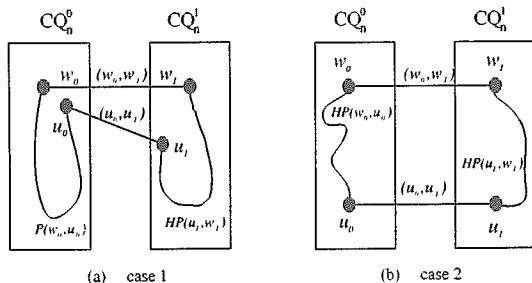 CQ_n^0 CQ_n^1 CQ_n^0 CQ_n^1
w_0 (w_0,w_1) w_1
u_0 (u_0,u_1) u_1
P(w_0,u_0) HP(u_1,w_1)
w_0 (w_0,w_1) w_1
HP(w_0,u_0) HP(u_1,w_1)
(u_0,u_1)
u_0 u_1
(a) case 1 (b) case 2